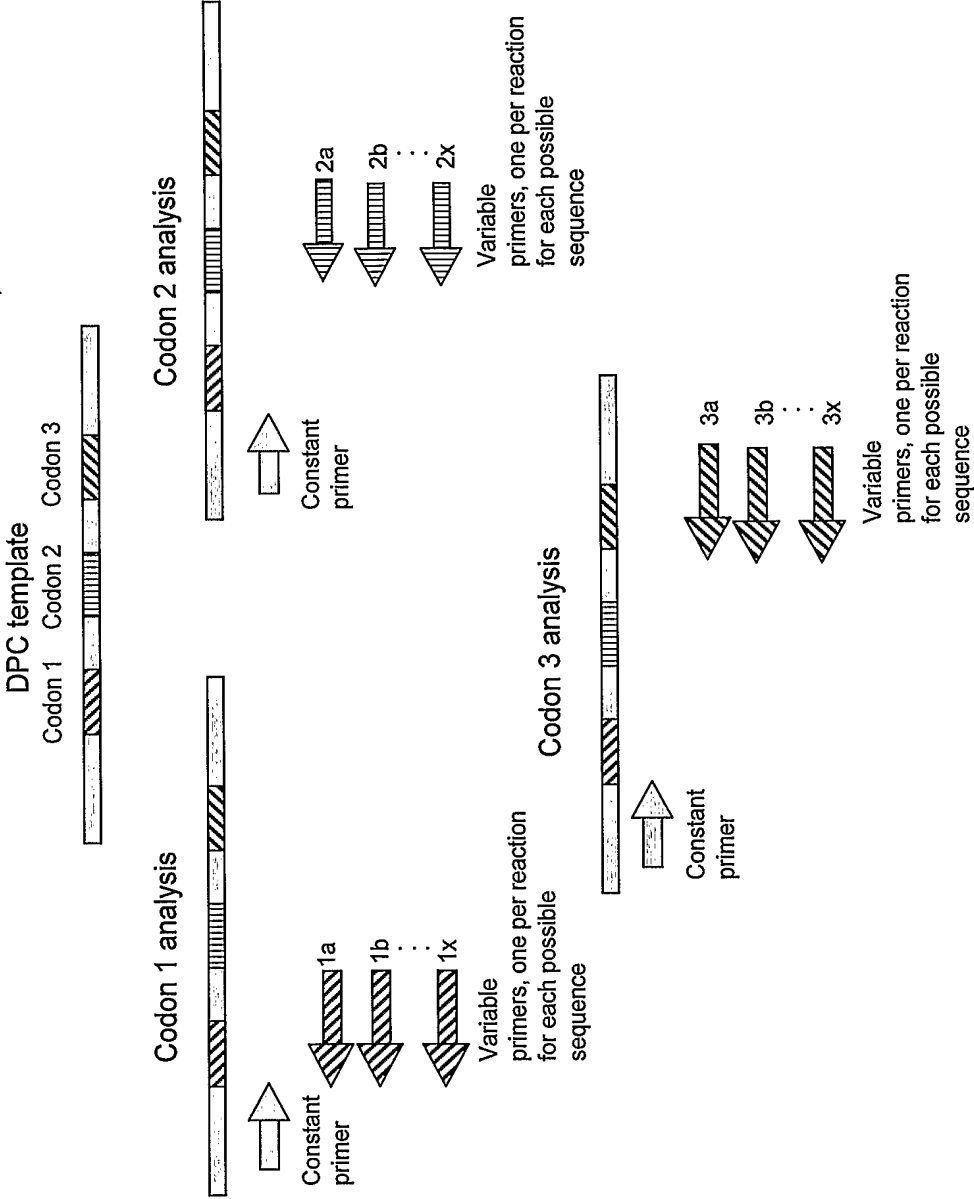 DPC template
Codon 1
Codon 2
Codon 3
Codon 1 analysis
Constant
primer
1a
1b
. . .
1x
Variable
primers, one per reaction
for each possible
sequence
Codon 2 analysis
Constant
primer
2a
2b
. . .
2x
Variable
primers, one per reaction
for each possible
sequence
Codon 3 analysis
Constant
primer
3a
3b
. . .
3x
Variable
primers, one per reaction
for each possible
sequence